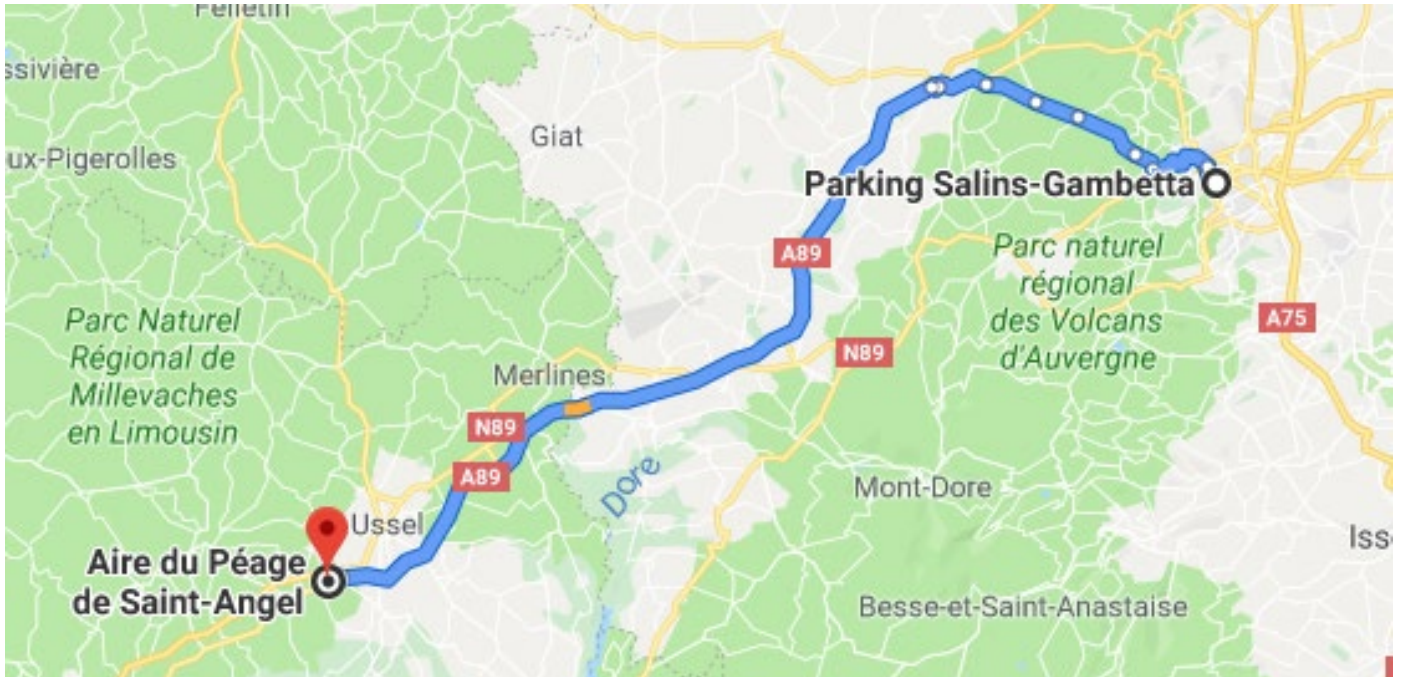 Felletin
ssivière
Giat
ux-Pigerolles
Parking Salins-Gambetta
A89
Parc naturel
régional
des Volcans
d'Auvergne
A75
Parc Naturel
Régional de
Millevaches
en Limousin
N89
Merlines
N89
A89
Dore
Mont-Dore
Ussel
Iss
Aire du Péage
de Saint-Angel
Besse-et-Saint-Anastaise